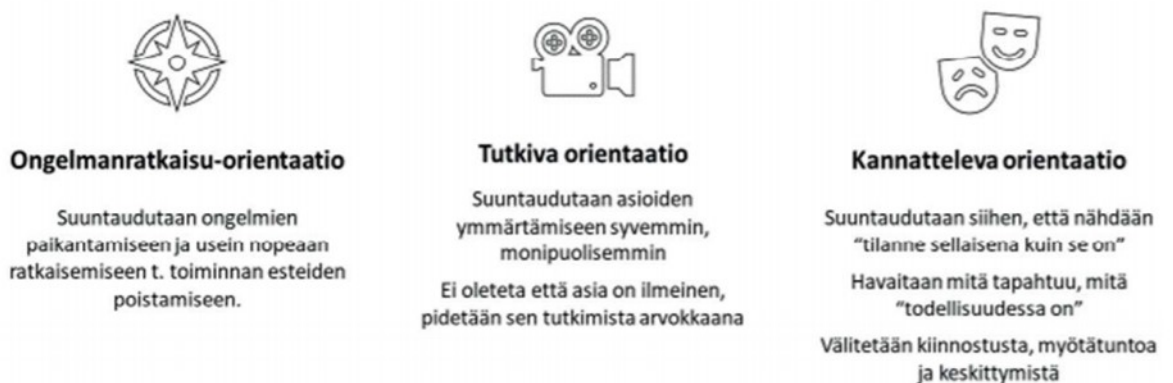 Ongelmanratkaisu-orientaatio
Suuntaudutaan ongelmien
paikantamiseen ja usein nopeaan
ratkaisemiseen t. toiminnan esteiden
poistamiseen.
Tutkiva orientaatio
Suuntaudutaan asioiden
ymmärtämiseen syvemmin,
monipuolisemmin
Ei oleteta että asia on ilmeinen,
pidetään sen tutkimista arvokkaana
Kannatteleva orientaatio
Suuntaudutaan siihen, että nähdään
“tilanne sellaisena kuin se on”
Havaitaan mitä tapahtuu, mitä
“todellisuudessa on”
Välitetään kiinnostusta, myötätuntoa
ja keskittymistä